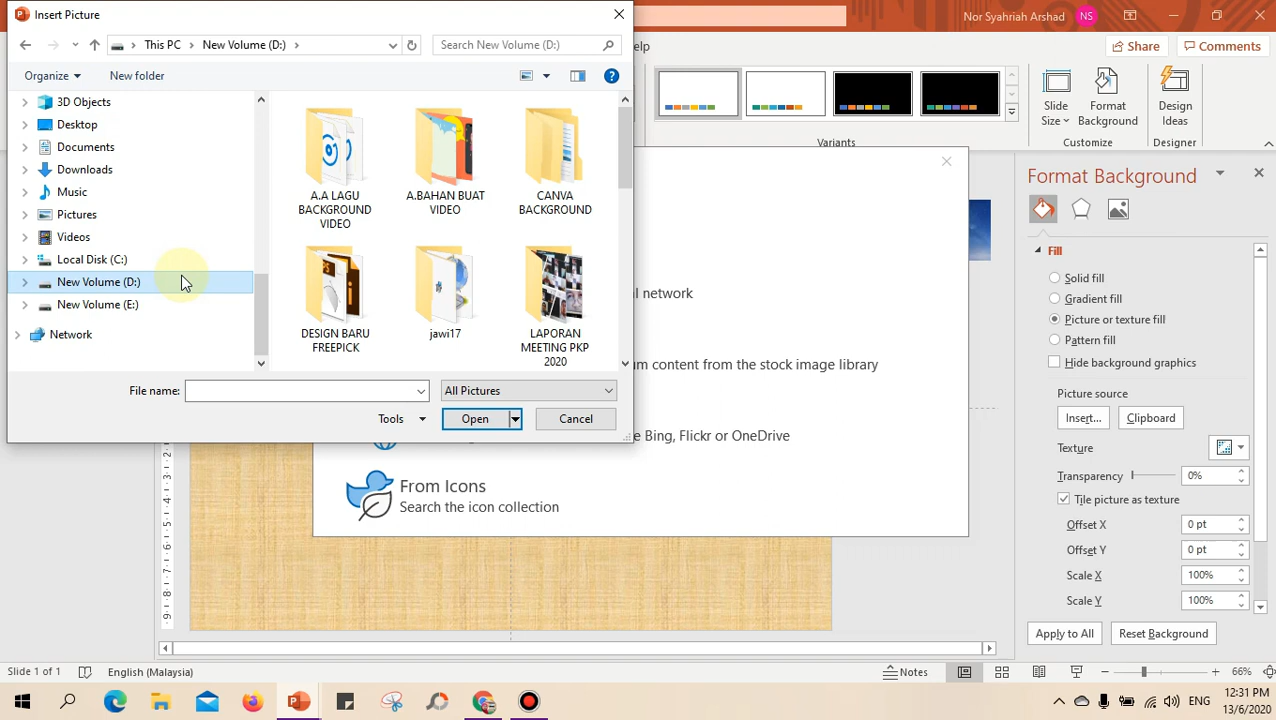 Insert Picture
Nor Syahriah Arshad NS
This PC New Volume (D:)
Search New Volume (D:)
Share Comments
Organize New folder
3D Objects
Desktop
Documents
Downloads
Music
Pictures
Videos
Local Disk (C:)
New Volume (D:)
New Volume (E:)
Network
A.A LAGU
BACKGROUND
VIDEO
A.BAHAN BUAT
VIDEO
CANVA
BACKGROUND
DESIGN BARU
FREEPICK
jawi17
LAPORAN
MEETING PKP
2020
File name:
All Pictures
Tools Open Cancel
Slide
Size
Format
Background
Design
Ideas
Variants Customize Designer
al network
m content from the stock image library
e Bing, Flickr or OneDrive
From Icons
Search the icon collection
Format Background
Fill
Solid fill
Gradient fill
Picture or texture fill
Pattern fill
Hide background graphics
Picture source
Insert... Clipboard
Texture
Transparency 0%
Tile picture as texture
Offset X 0 pt
Offset Y 0 pt
Scale X 100%
Scale Y 100%
Apply to All Reset Background
Slide 1 of 1 English (Malaysia) Notes 66%
ENG
12:31 PM
13/6/2020